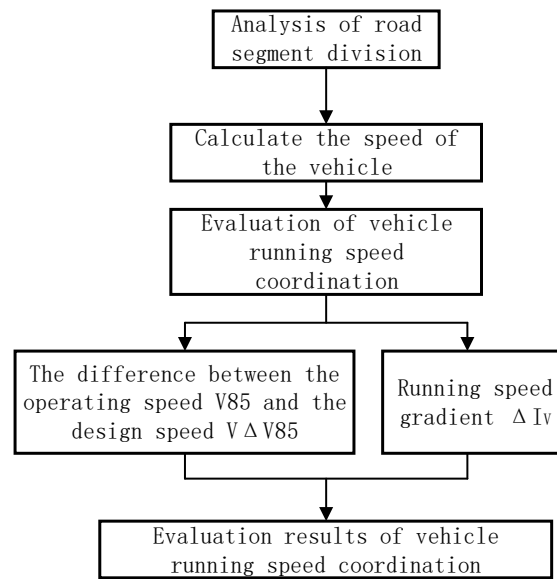 Analysis of road
segment division
Calculate the speed of
the vehicle
Evaluation of vehicle
running speed
coordination
The difference between the
operating speed V85 and the
design speed VΔV85
Running speed
gradient ΔIv
Evaluation results of vehicle
running speed coordination